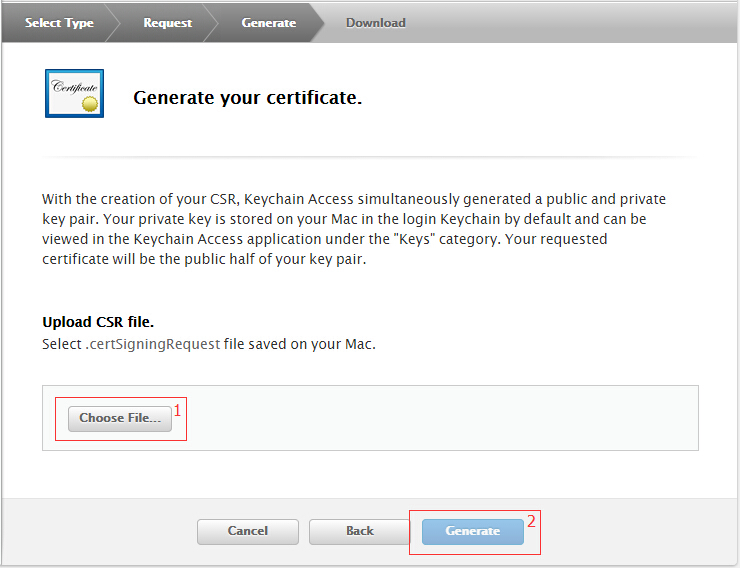 Select Type Request Generate Download
Certificate
Generate your certificate.
With the creation of your CSR, Keychain Access simultaneously generated a public and private
key pair. Your private key is stored on your Mac in the login Keychain by default and can be
viewed in the Keychain Access application under the "Keys" category. Your requested
certificate will be the public half of your key pair.
Upload CSR file.
Select .certSigningRequest file saved on your Mac.
Choose File... 1
Cancel Back Generate 2